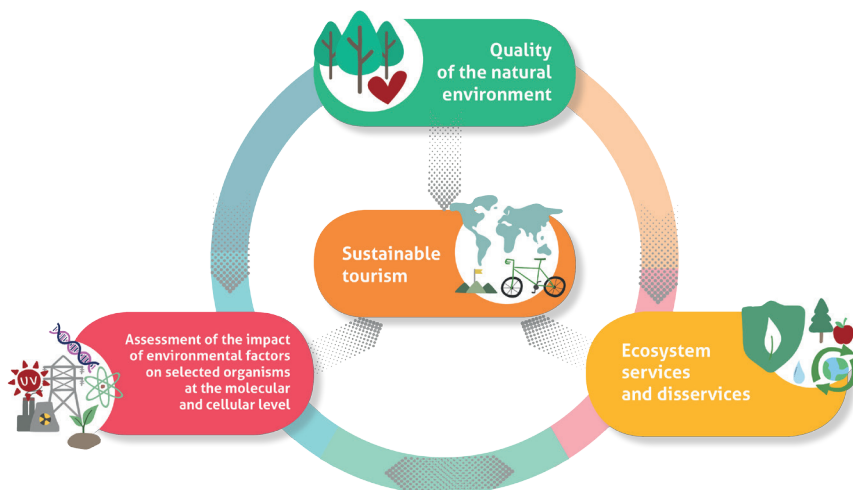 Quality
of the natural
environment
Sustainable
tourism
Assessment of the impact
of environmental factors
on selected organisms
at the molecular
and cellular level
UV
Ecosystem
services
and disservices